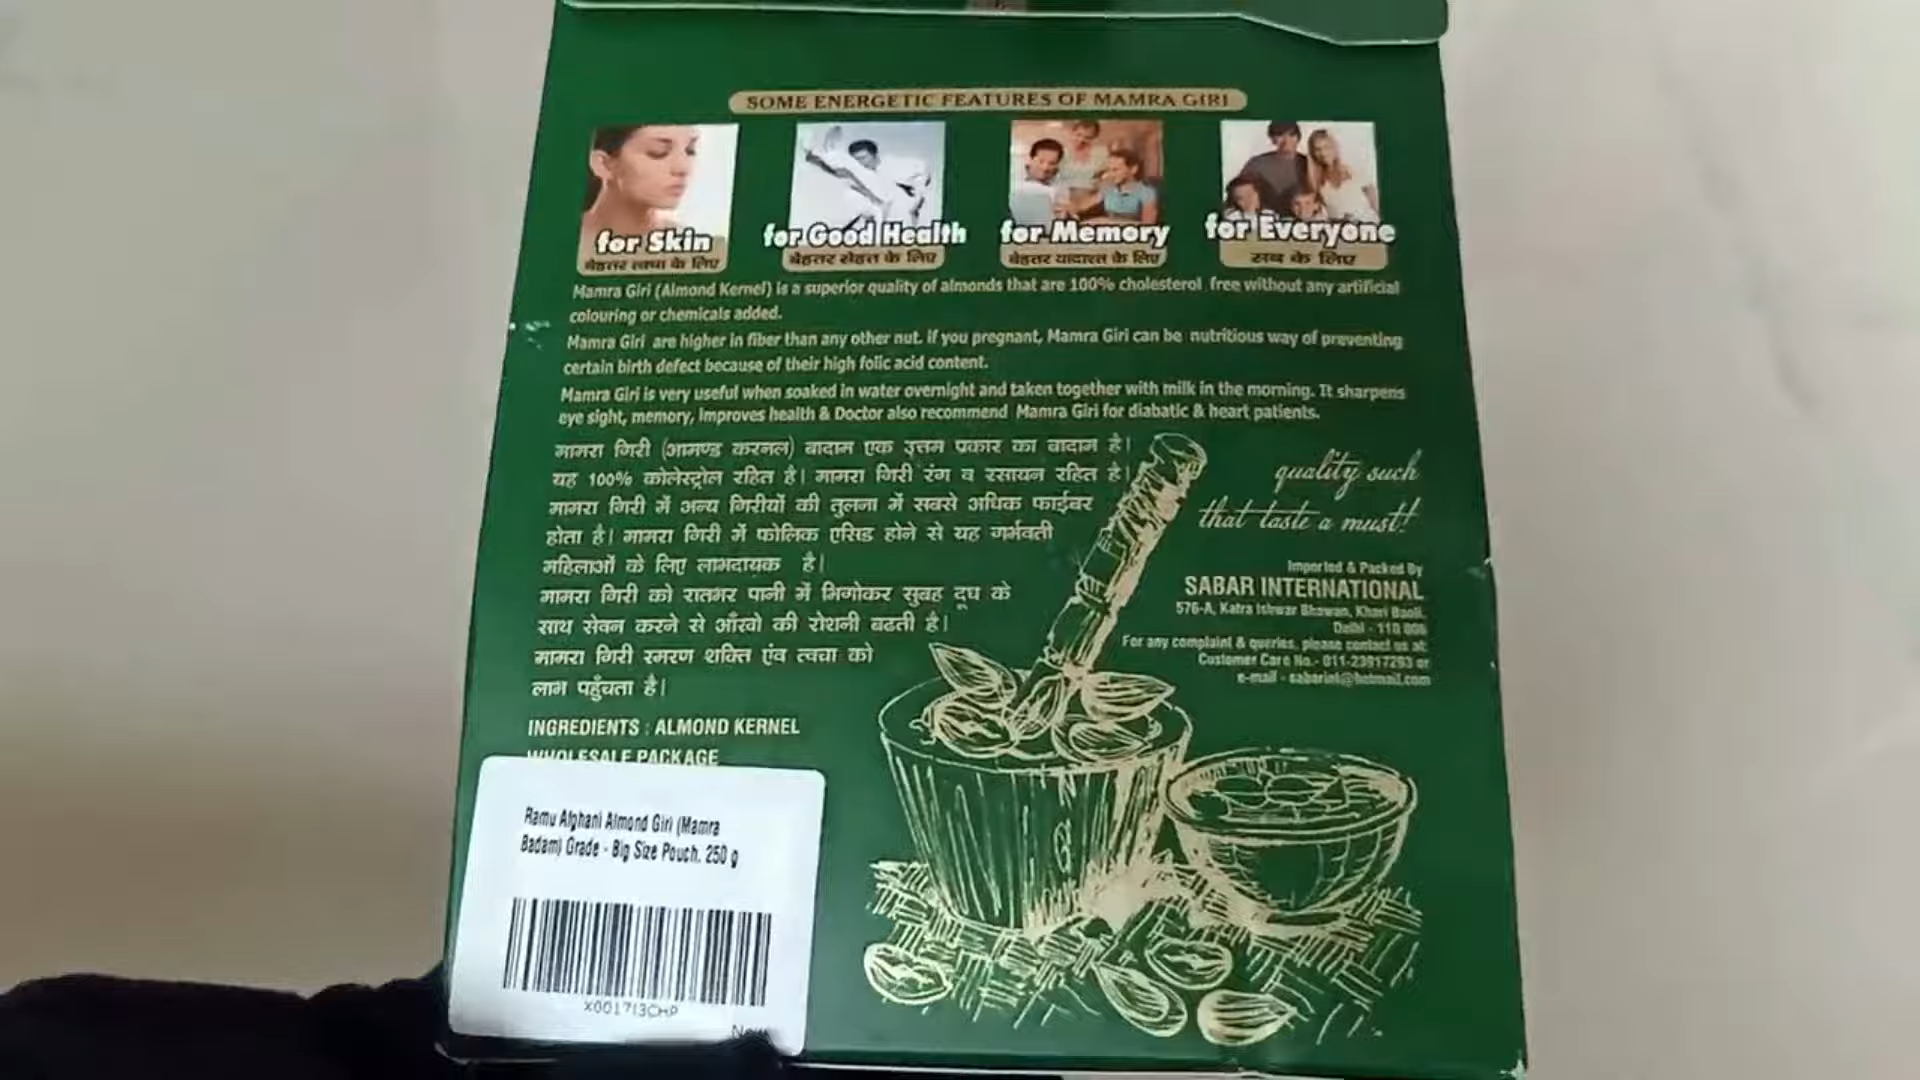 SOME ENERGETIC FEATURES OF MAMRA GIRI
for Skin
बेहतर त्वचा के लिए
for Good Health
बेहतर सेहत के लिए
for Memory
बेहतर यादाश्त के लिए
for Everyone
सब के लिए
Mamra Giri (Almond Kernel) is a superior quality of almonds that are 100% cholesterol free without any artificial
colouring or chemicals added.
Mamra Giri are higher in fiber than any other nut. if you pregnant, Mamra Giri can be nutritious way of preventing
certain birth defect because of their high folic acid content.
Mamra Giri is very useful when soaked in water overnight and taken together with milk in the morning. It sharpens
eye sight, memory, improves health & Doctor also recommend Mamra Giri for diabatic & heart patients.
मामरा गिरी (आमण्ड करनल) बादाम एक उत्तम प्रकार का बादाम है।
यह 100% कोलेस्ट्रोल रहित है। मामरा गिरी रंग व रसायन रहित है।
मामरा गिरी में अन्य गिरीयों की तुलना में सबसे अधिक फाईबर
होता है। मामरा गिरी में फोलिक एसिड होने से यह गर्भवती
महिलाओं के लिए लाभदायक है।
मामरा गिरी को रातभर पानी में भिगोकर सुबह दूध के
साथ सेवन करने से आँखो की रोशनी बढती है।
मामरा गिरी स्मरण शक्ति एंव त्वचा को
लाभ पहुँचता है।
quality such
that taste a must!
Imported & Packed By
SABAR INTERNATIONAL
576-A, Katra Ishwar Bhawan, Khari Baoli,
Delhi - 110 006
For any complaint & queries, please contact us at:
Customer Care No.- 011-23917293 or
e-mail - sabarint@hotmail.com
INGREDIENTS : ALMOND KERNEL
WHOLESALE PACKAGE
Ramu Afghani Almond Giri (Mamra
Badam) Grade - Big Size Pouch, 250 g
X001713CHP
New